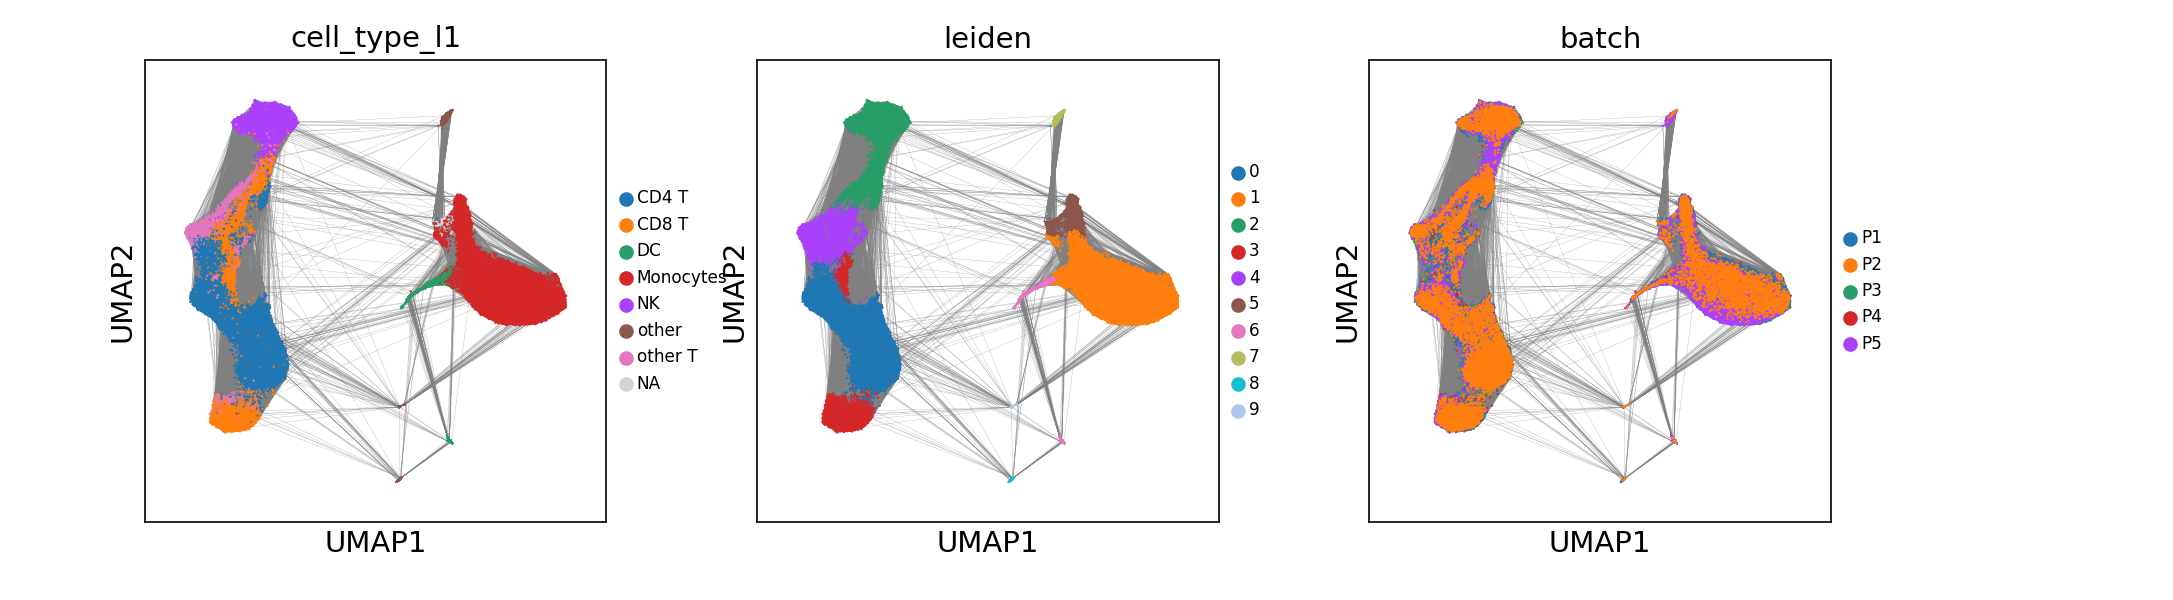 cell_type_l1
UMAP2
UMAP1
CD4 T
CD8 T
DC
Monocytes
NK
other
other T
NA
leiden
UMAP2
UMAP1
0
1
2
3
4
5
6
7
8
9
batch
UMAP2
UMAP1
P1
P2
P3
P4
P5